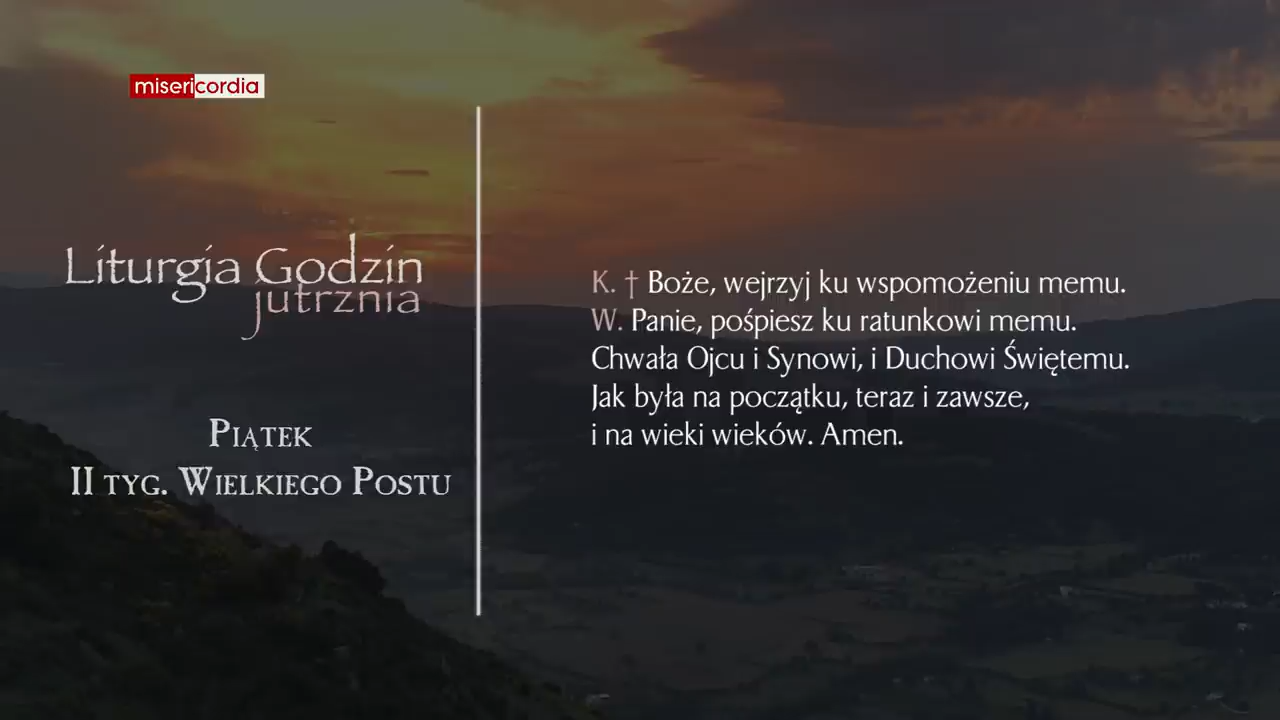 misericordia
Liturgia Godzin
jutrznia
Piątek
II tyg. Wielkiego Postu
K. † Boże, wejrzyj ku wspomożeniu memu.
W. Panie, pośpiesz ku ratunkowi memu.
Chwała Ojcu i Synowi, i Duchowi Świętemu.
Jak była na początku, teraz i zawsze,
i na wieki wieków. Amen.